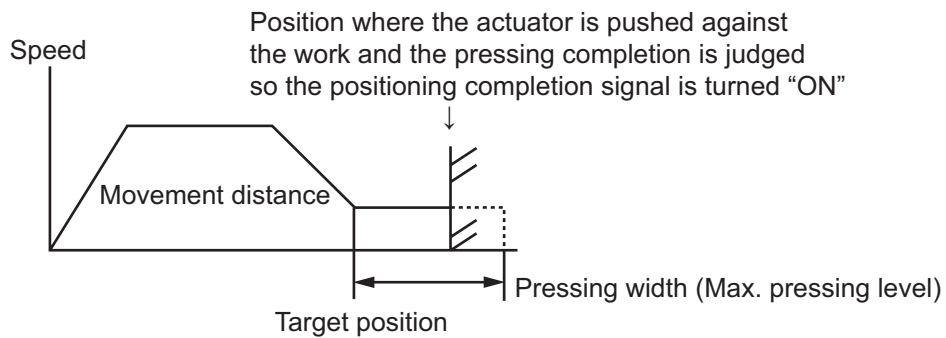 Position where the actuator is pushed against
the work and the pressing completion is judged
so the positioning completion signal is turned “ON”
↓
Speed
Movement distance
Pressing width (Max. pressing level)
Target position